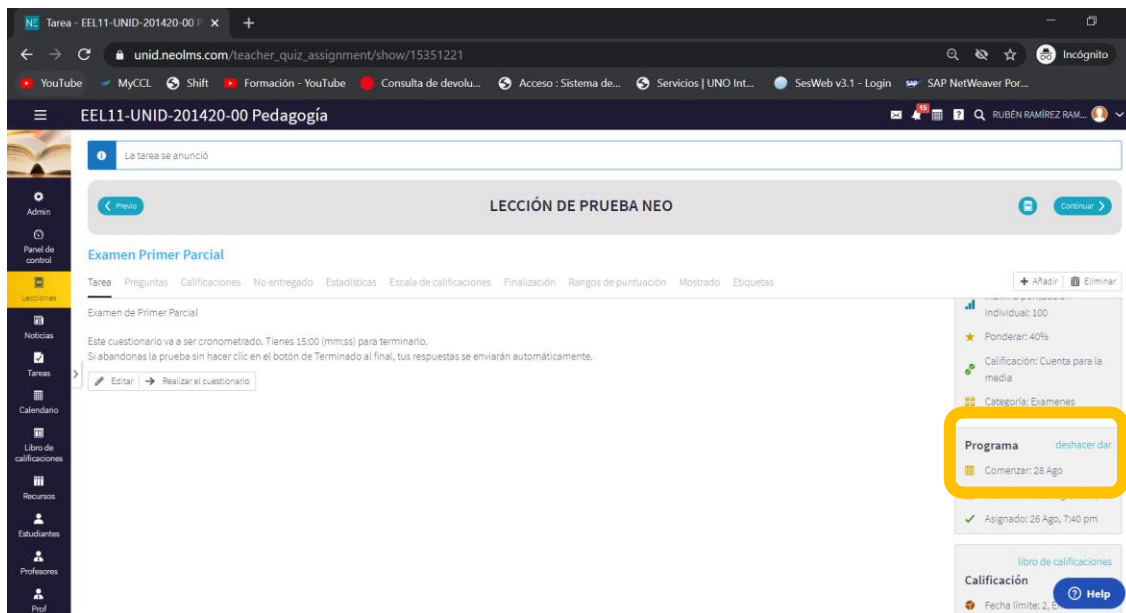 Tarea - EEL11-UNID-201420-00 P
unid.neolms.com/teacher_quiz_assignment/show/15351221
Incógnito
YouTube
MyCCL
Shift
Formación - YouTube
Consulta de devolu...
Acceso : Sistema de...
Servicios | UNO Int...
SesWeb v3.1 - Login
SAP NetWeaver Por...
EEL11-UNID-201420-00 Pedagogía
15
RUBÉN RAMÍREZ RAM...
La tarea se anunció
Previo
LECCIÓN DE PRUEBA NEO
Continuar
Admin
Panel de
control
Lecciones
Noticias
Tareas
Calendario
Libro de
calificaciones
Recursos
Estudiantes
Profesores
Prof
Examen Primer Parcial
Tarea Preguntas Calificaciones No entregado Estadísticas Escala de calificaciones Finalización Rangos de puntuación Mostrado Etiquetas
Añadir
Eliminar
Examen de Primer Parcial
Este cuestionario va a ser cronometrado. Tienes 15:00 (mm:ss) para terminarlo.
Si abandonas la prueba sin hacer clic en el botón de Terminado al final, tus respuestas se enviarán automáticamente.
Editar
Realizar el cuestionario
individual: 100
Ponderar: 40%
Calificación: Cuenta para la
media
Categoría: Examenes
Programa
deshacer dar
Comenzar: 28 Ago
Asignado: 26 Ago, 7:40 pm
libro de calificaciones
Calificación
Fecha límite: 2,
Help